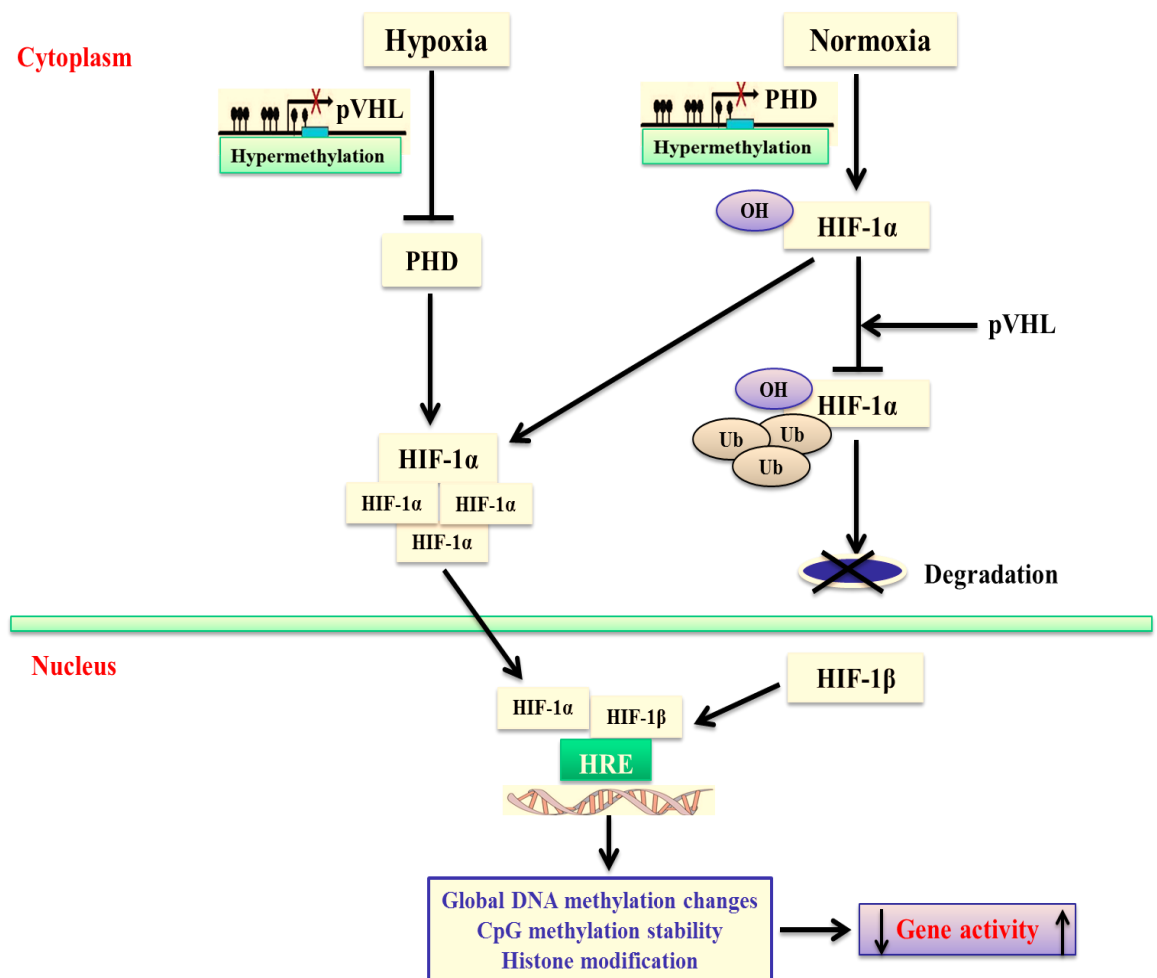 Hypoxia
Normoxia
Cytoplasm
pVHL
Hypermethylation
PHD
Hypermethylation
OH
HIF-1α
PHD
pVHL
OH
HIF-1α
Ub
Ub
Ub
HIF-1α
HIF-1α
HIF-1α
HIF-1α
Degradation
Nucleus
HIF-1β
HIF-1α
HIF-1β
HRE
Global DNA methylation changes
CpG methylation stability
Histone modification
Gene activity